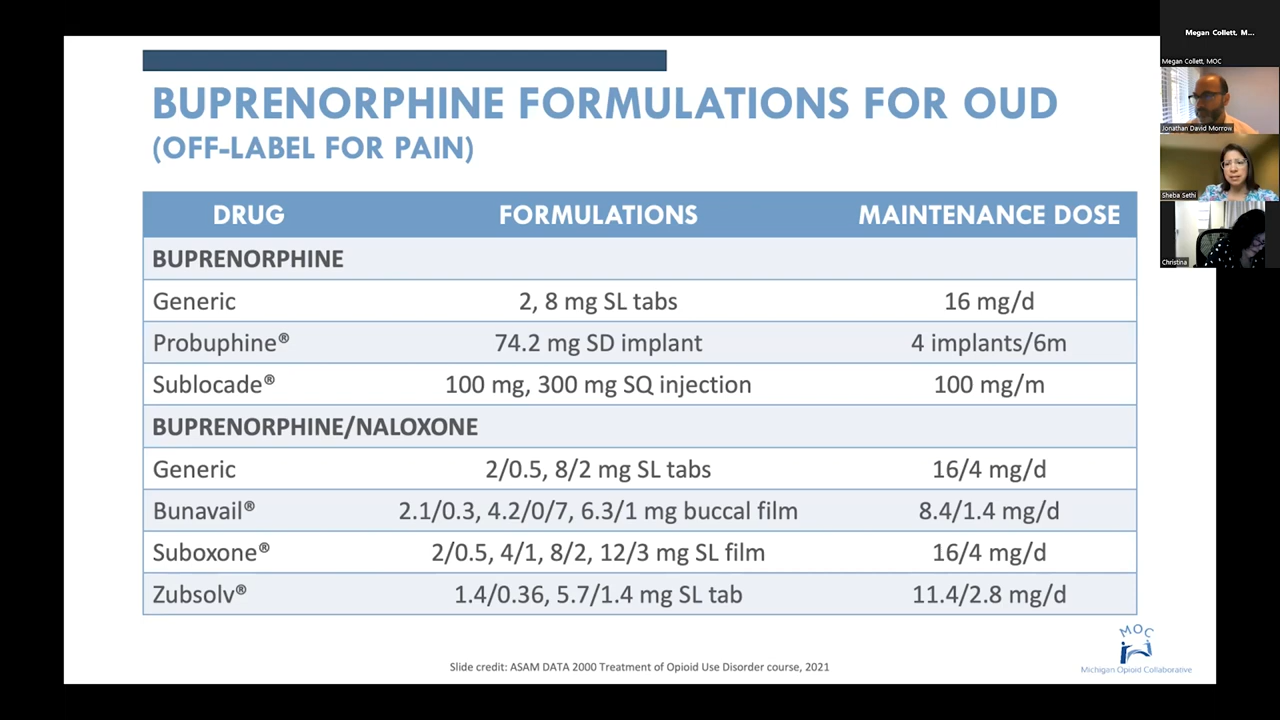 BUPRENORPHINE FORMULATIONS FOR OUD
(OFF-LABEL FOR PAIN)
DRUG FORMULATIONS MAINTENANCE DOSE
BUPRENORPHINE
Generic 2, 8 mg SL tabs 16 mg/d
Probuphine® 74.2 mg SD implant 4 implants/6m
Sublocade® 100 mg, 300 mg SQ injection 100 mg/m
BUPRENORPHINE/NALOXONE
Generic 2/0.5, 8/2 mg SL tabs 16/4 mg/d
Bunavail® 2.1/0.3, 4.2/0/7, 6.3/1 mg buccal film 8.4/1.4 mg/d
Suboxone® 2/0.5, 4/1, 8/2, 12/3 mg SL film 16/4 mg/d
Zubsolv® 1.4/0.36, 5.7/1.4 mg SL tab 11.4/2.8 mg/d
Slide credit: ASAM DATA 2000 Treatment of Opioid Use Disorder course, 2021
MOC
Michigan Opioid Collaborative
Megan Collett, M...
Megan Collett, MOC
Jonathan David Morrow
Sheba Sethi
Christina